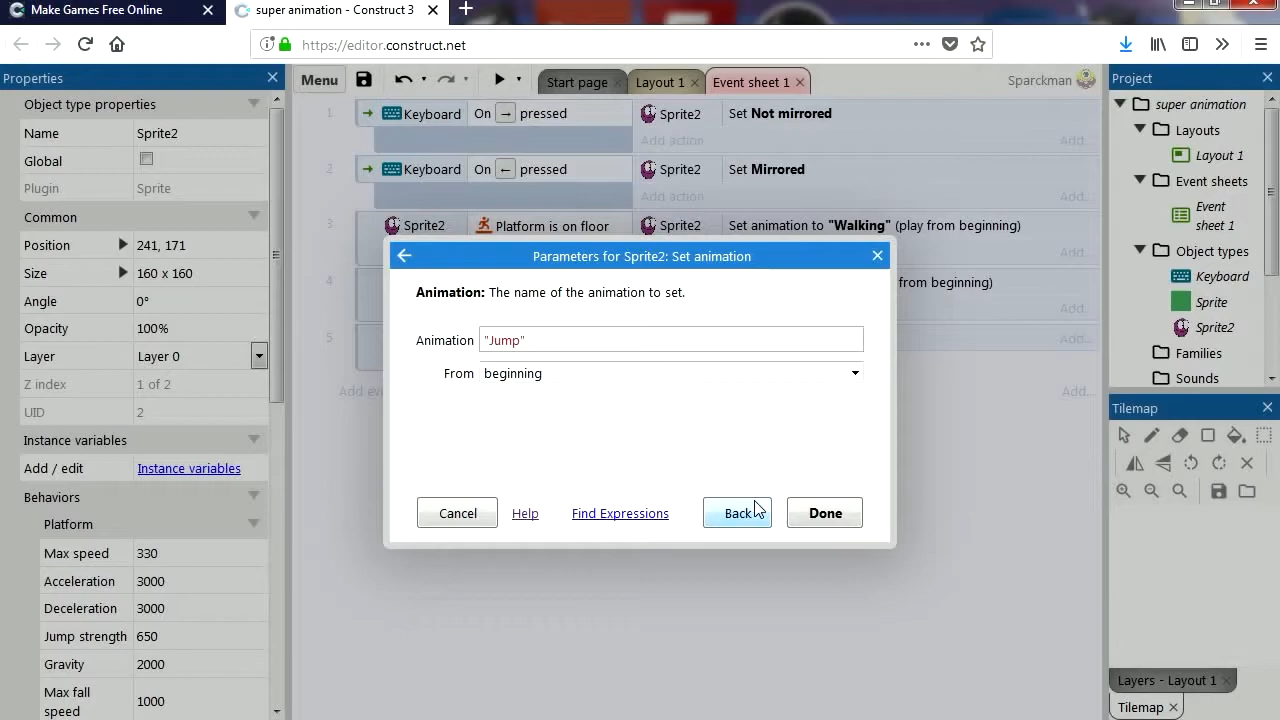 Make Games Free Online
super animation - Construct 3
https://editor.construct.net
Properties
Menu
Start page
Layout 1
Event sheet 1
Sparckman
Project
Object type properties
Name Sprite2
Global
Plugin Sprite
Common
Position 241, 171
Size 160 x 160
Angle 0°
Opacity 100%
Layer Layer 0
Z index 1 of 2
UID 2
Instance variables
Add / edit Instance variables
Behaviors
Platform
Max speed 330
Acceleration 3000
Deceleration 3000
Jump strength 650
Gravity 2000
Max fall
speed 1000
1 Keyboard On → pressed Sprite2 Set Not mirrored
Add action Add...
2 Keyboard On ← pressed Sprite2 Set Mirrored
Add action Add...
3 Sprite2 Platform is on floor Sprite2 Set animation to "Walking" (play from beginning)
Add...
4 from beginning)
Add...
5 Add...
Add eve Add...
Parameters for Sprite2: Set animation
Animation: The name of the animation to set.
Animation "Jump"
From beginning
Cancel Help Find Expressions Back Done
super animation
Layouts
Layout 1
Event sheets
Event
sheet 1
Object types
Keyboard
Sprite
Sprite2
Families
Sounds
Tilemap
Layers - Layout 1
Tilemap